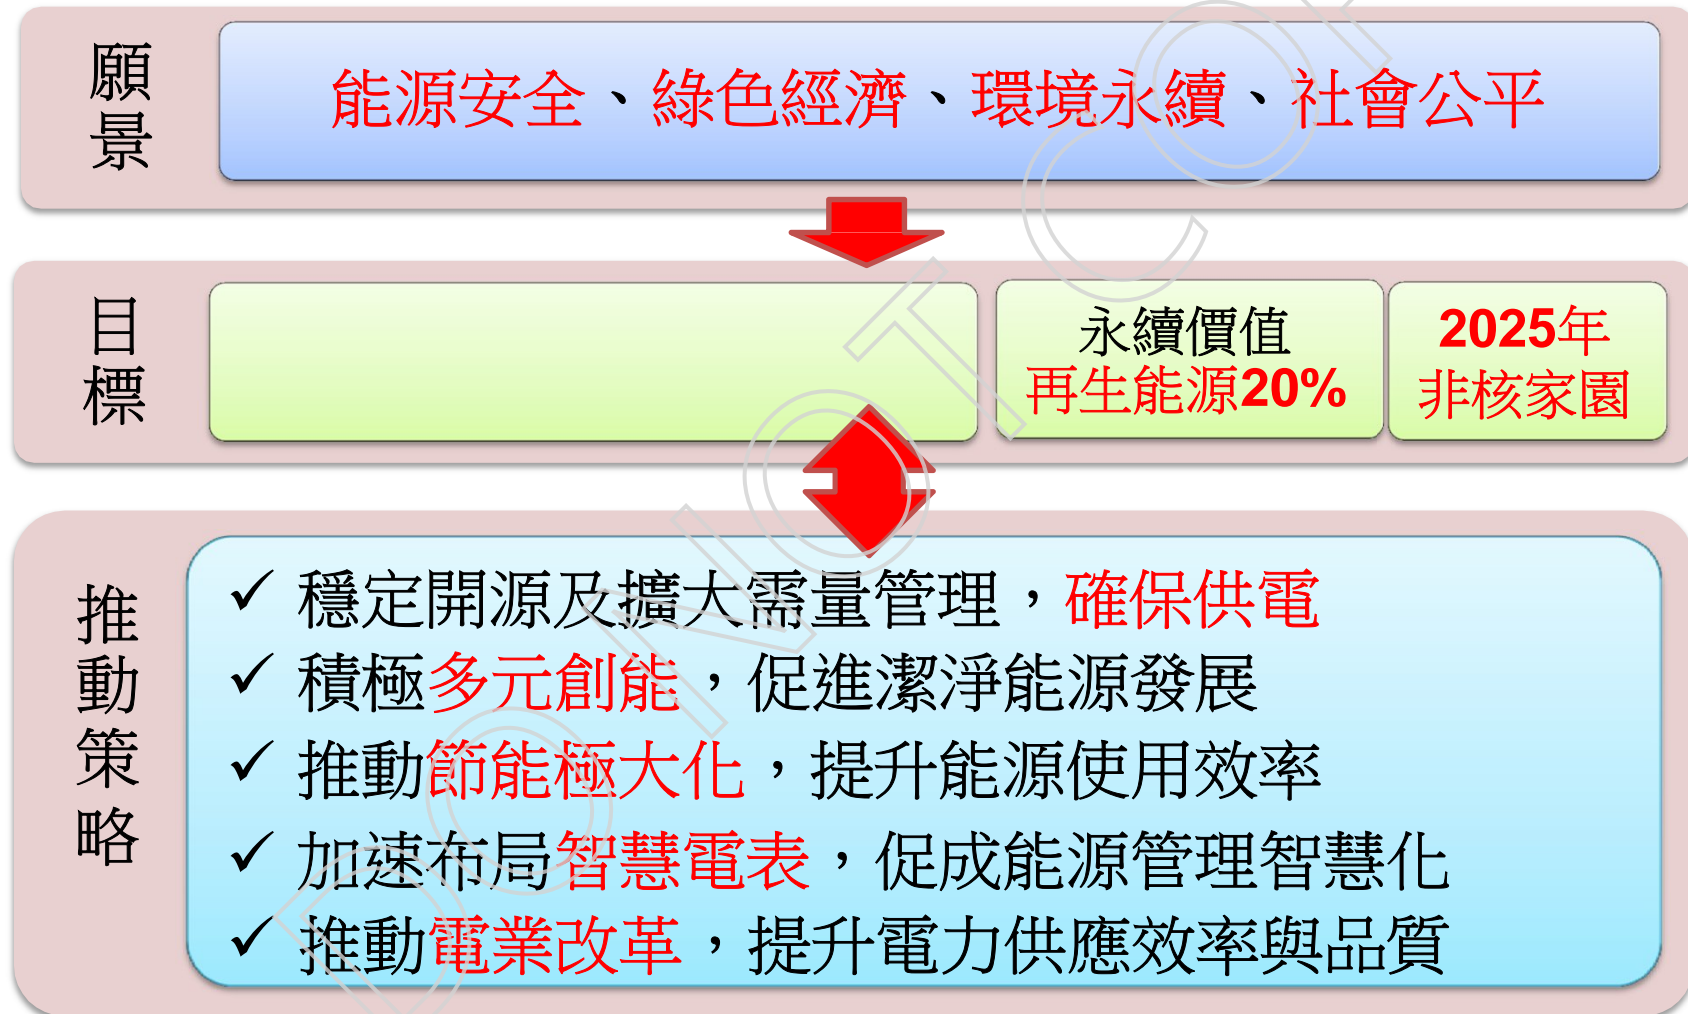 願景
能源安全、綠色經濟、環境永續、社會公平
目標
永續價值
再生能源20%
2025年
非核家園
推動策略
✓ 穩定開源及擴大需量管理，確保供電
✓ 積極多元創能，促進潔淨能源發展
✓ 推動節能極大化，提升能源使用效率
✓ 加速布局智慧電表，促成能源管理智慧化
✓ 推動電業改革，提升電力供應效率與品質
DO NOT C